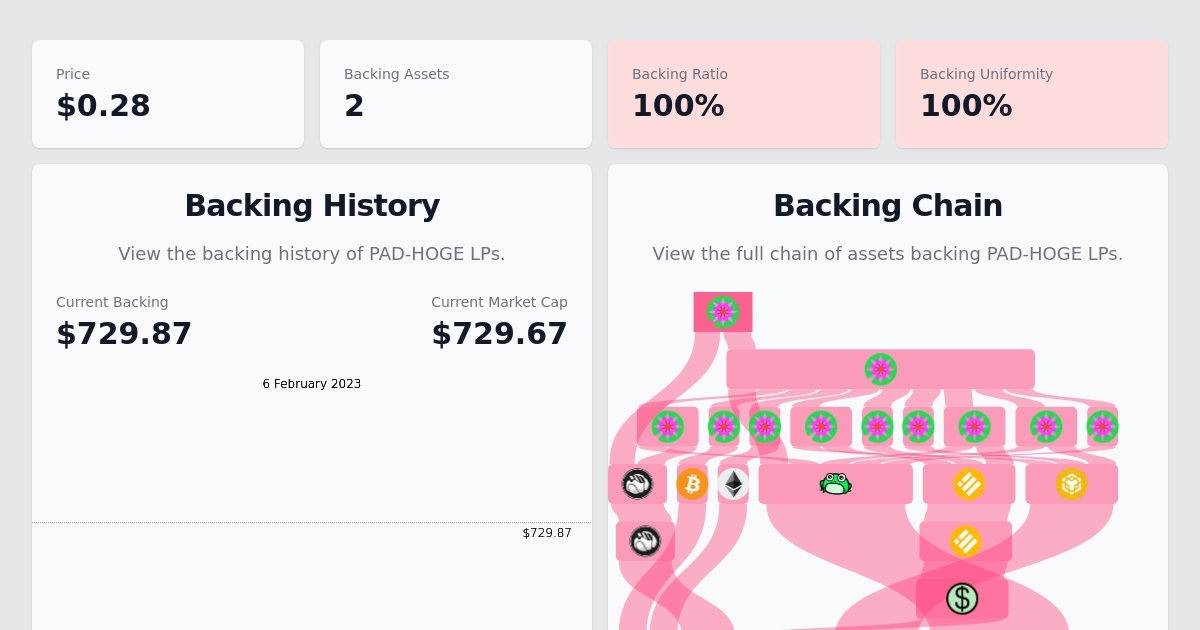 Price
$0.28
Backing Assets
2
Backing Ratio
100%
Backing Uniformity
100%
Backing History
View the backing history of PAD-HOGE LPs.
Current Backing
$729.87
Current Market Cap
$729.67
6 February 2023
$729.87
Backing Chain
View the full chain of assets backing PAD-HOGE LPs.